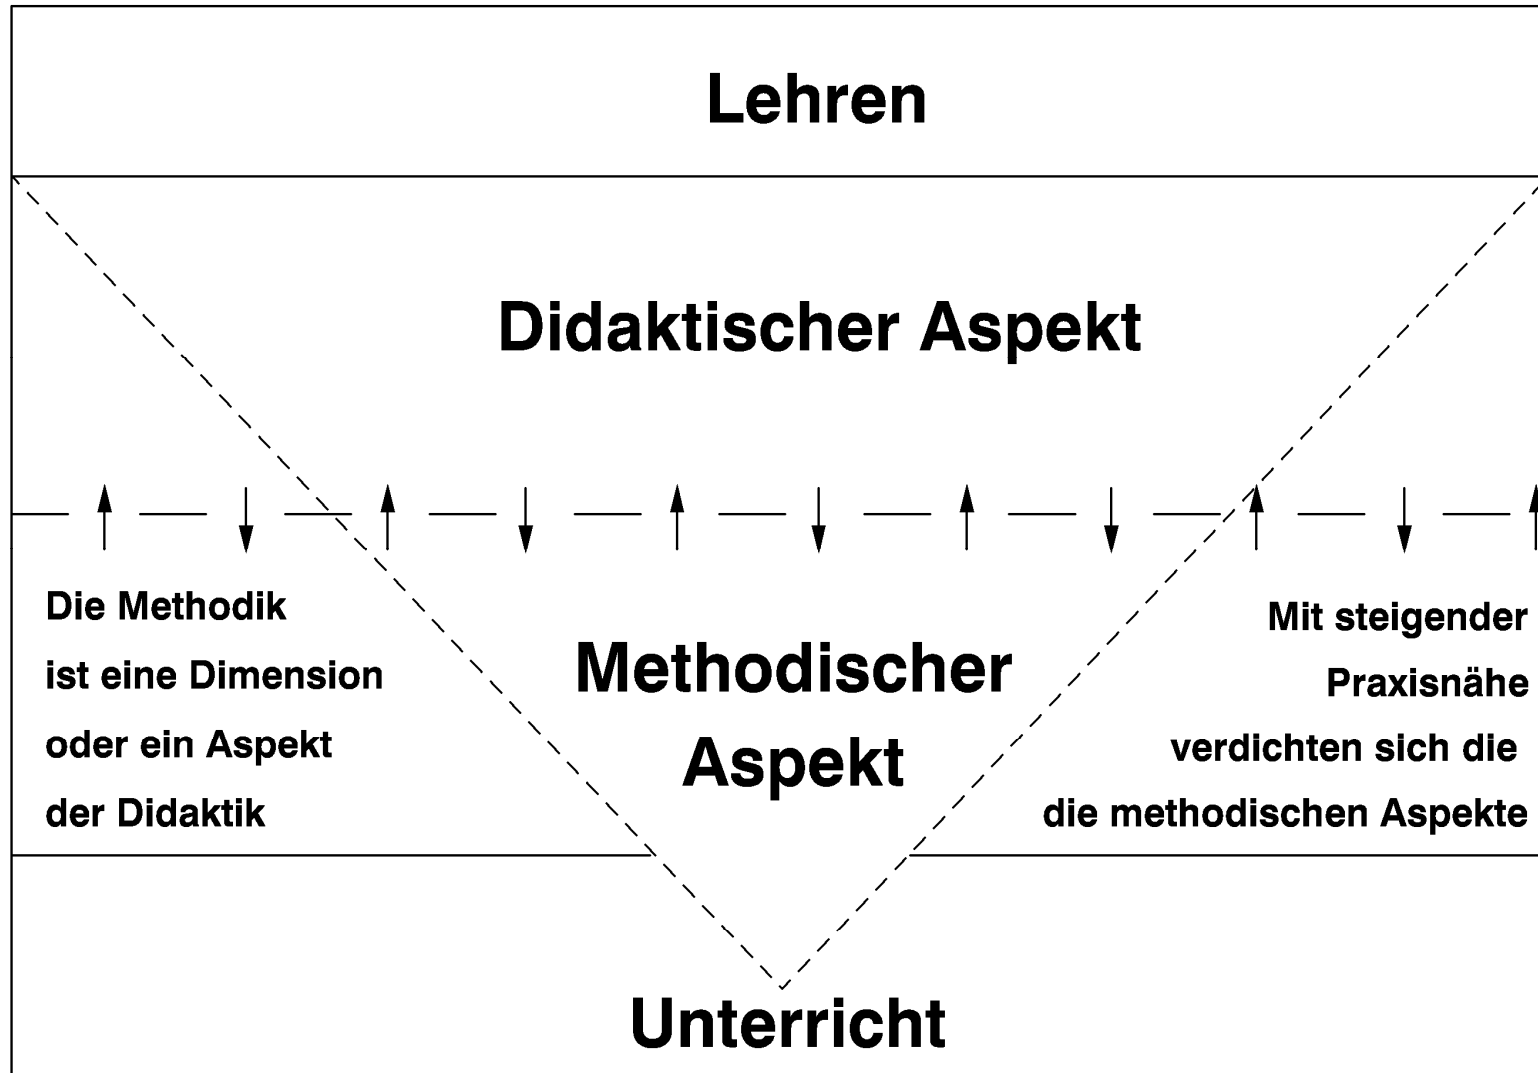 Lehren
Didaktischer Aspekt
Die Methodik
ist eine Dimension
oder ein Aspekt
der Didaktik
Methodischer
Aspekt
Mit steigender
Praxisnähe
verdichten sich die
die methodischen Aspekte
Unterricht